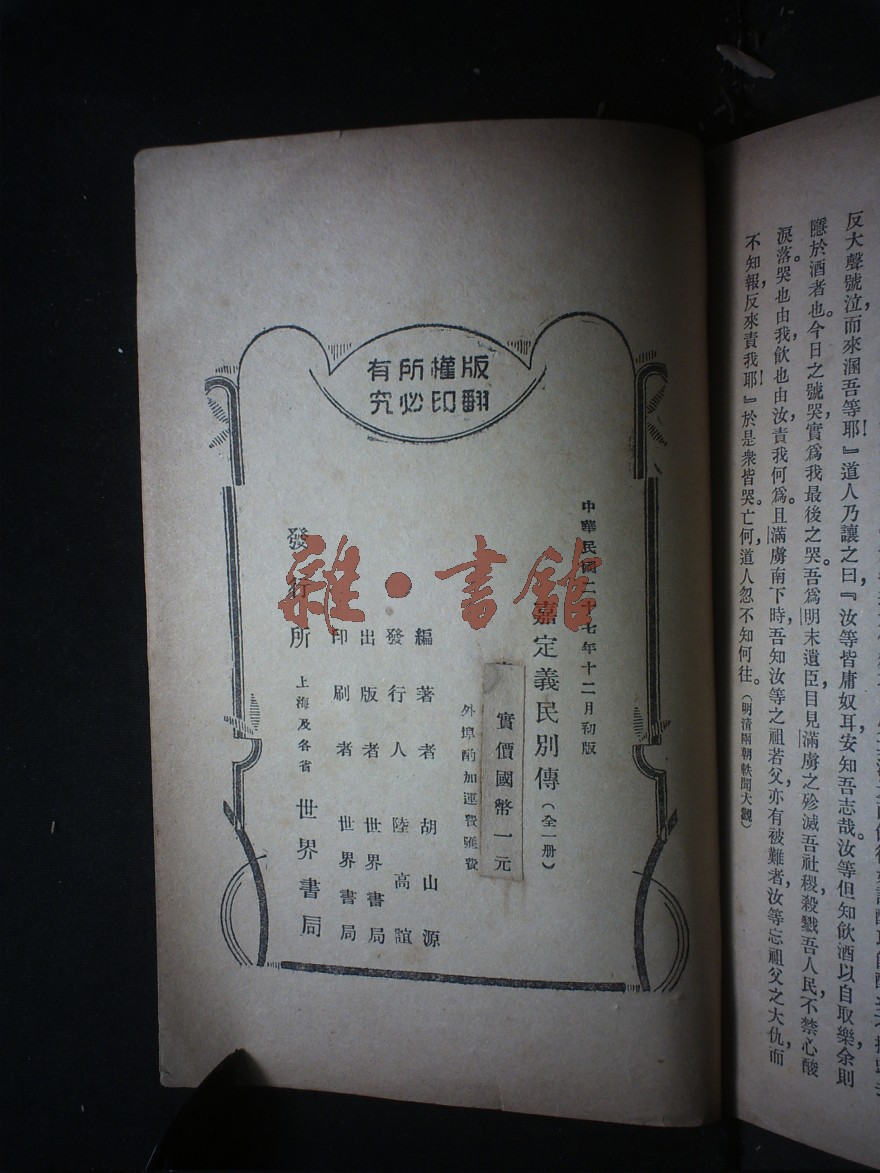 反大聲號泣，而來溷吾等耶！』道人乃讓之曰：『汝等皆庸奴耳，安知吾志哉。汝等但知飲酒以自取樂，余則
隱於酒者也。今日之號哭，實爲我最後之哭。吾爲明末遺臣，目見滿虜之殄滅吾社稷，殺戮吾人民，不禁心酸
淚落。哭也由我，飲也由汝，責我何爲。且滿虜南下時，吾知汝等之祖若父，亦有被難者，汝等忘祖父之大仇，而
不知報，反來責我耶！』於是衆皆哭。亡何，道人忽不知何往。（明清兩朝軼聞大觀）
版權所有
翻印必究
中華民國二十七年十二月初版
嘉定義民別傳（全一册）
實價國幣一元
外埠酌加運費匯費
編著者 胡山源
發行人 陸高誼
出版者 世界書局
印刷者 世界書局
發行所 上海及各省 世界書局
雜·書館